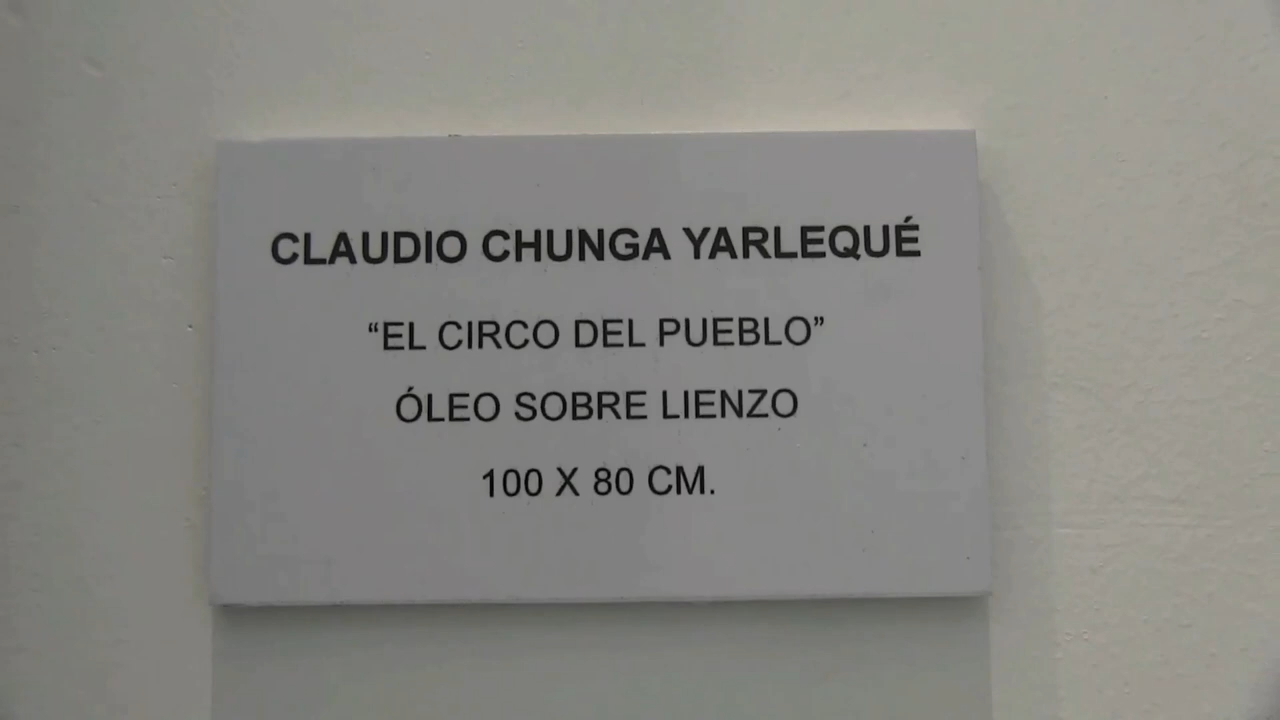 CLAUDIO CHUNGA YARLEQUÉ
“EL CIRCO DEL PUEBLO”
ÓLEO SOBRE LIENZO
100 X 80 CM.